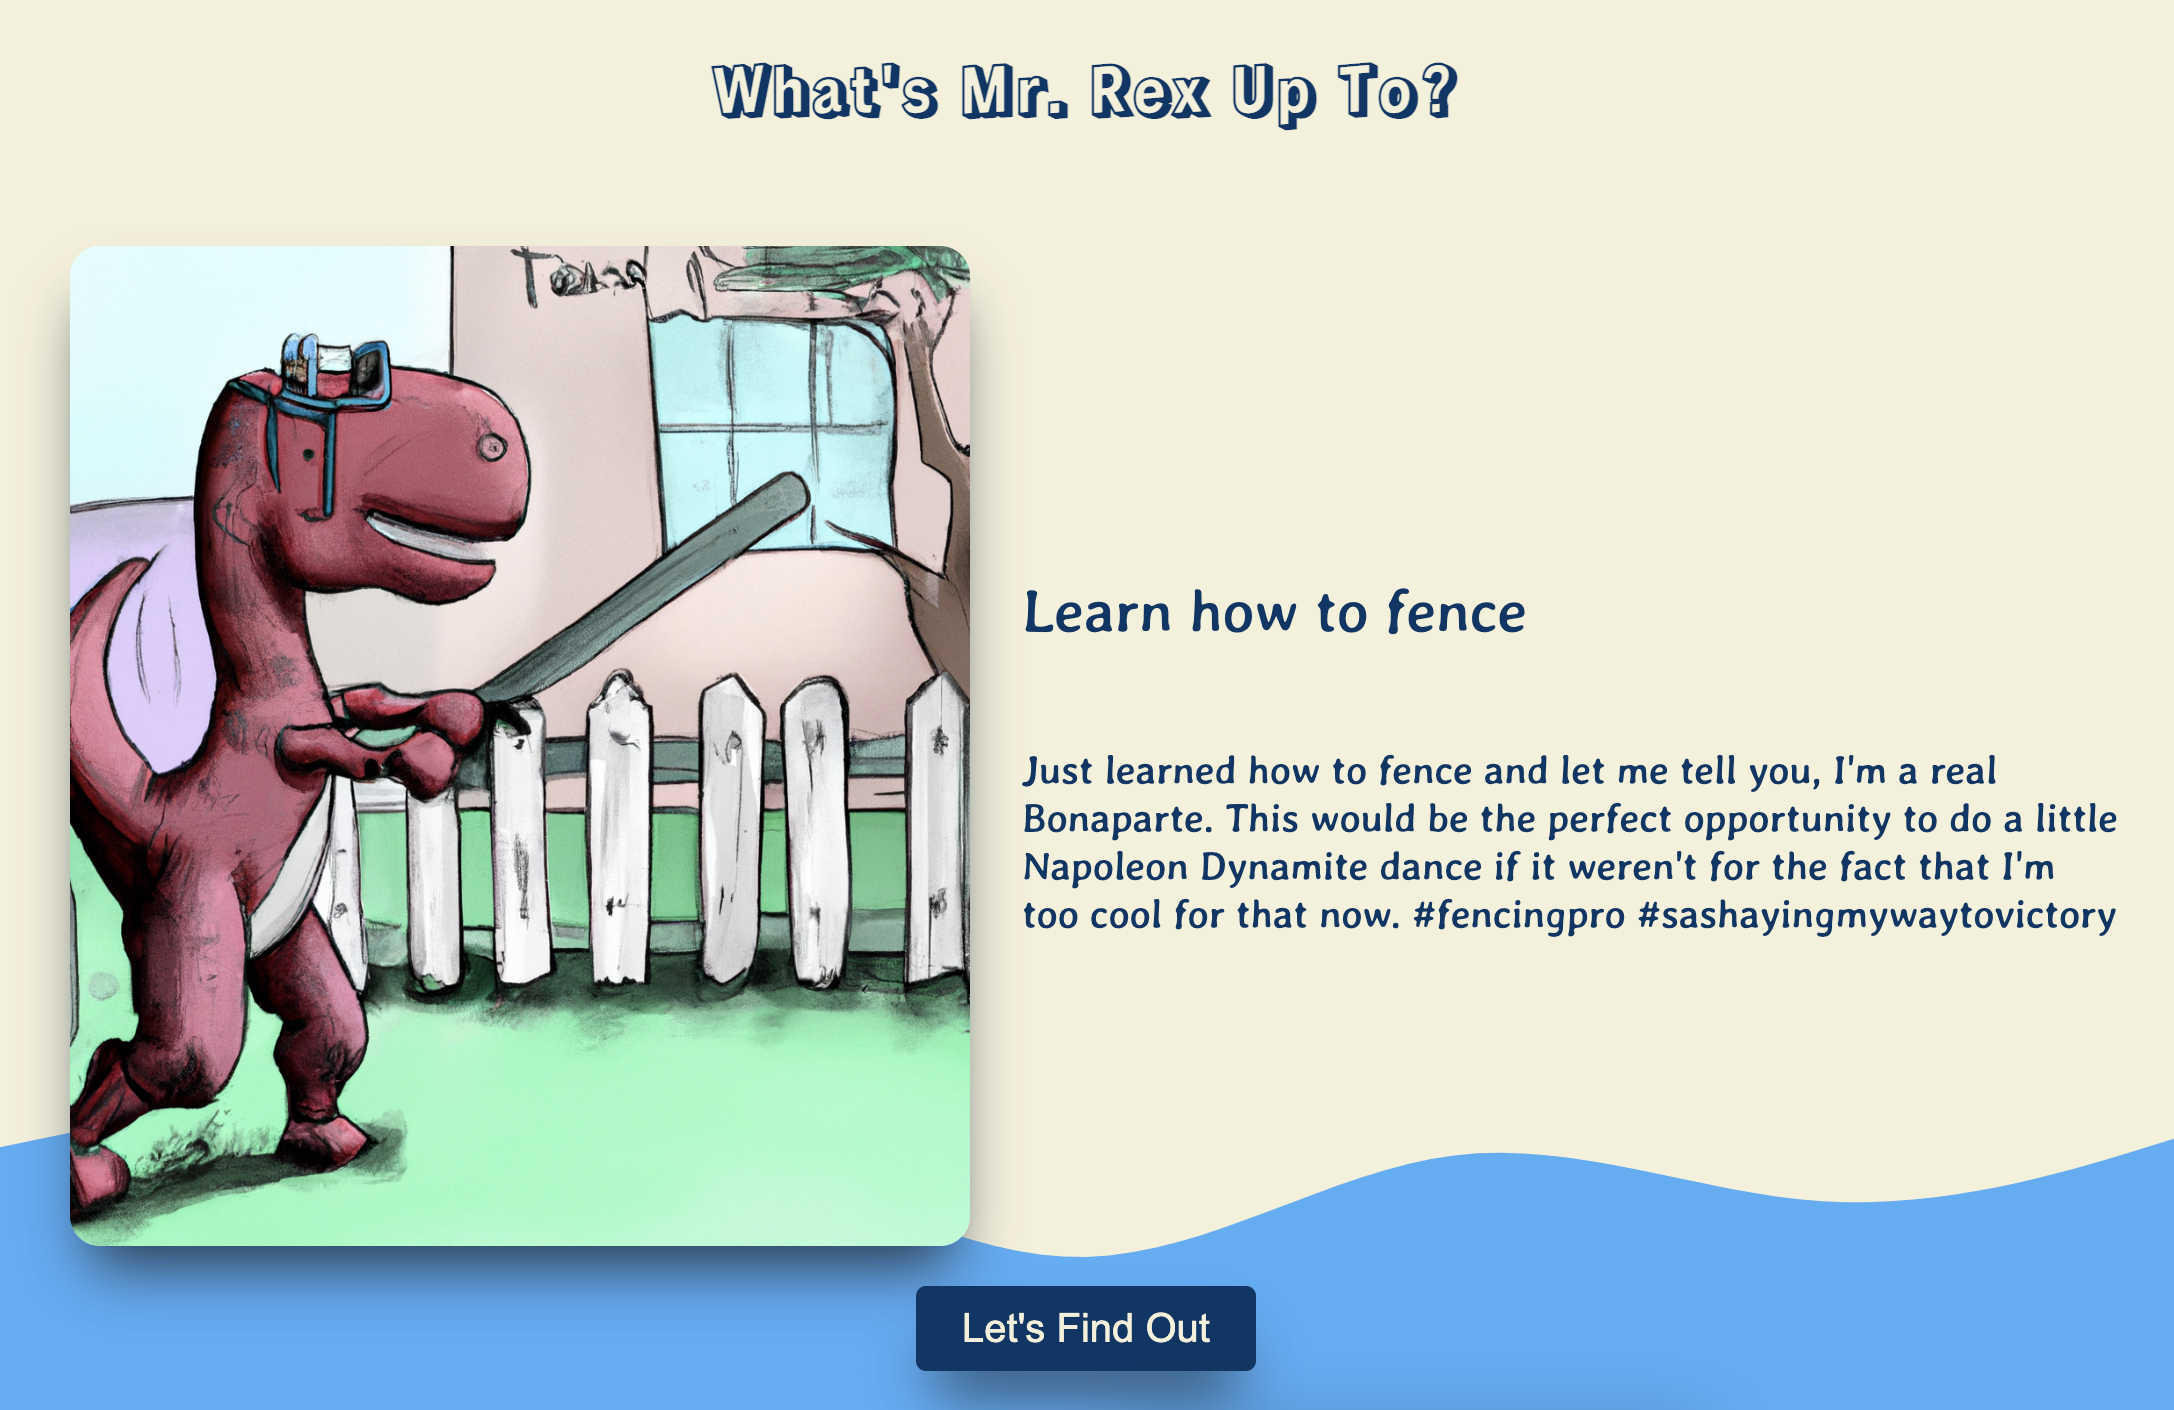 What's Mr. Rex Up To?
Learn how to fence
Just learned how to fence and let me tell you, I'm a real
Bonaparte. This would be the perfect opportunity to do a little
Napoleon Dynamite dance if it weren't for the fact that I'm
too cool for that now. #fencingpro #sashayingmywaytovictory
Let's Find Out